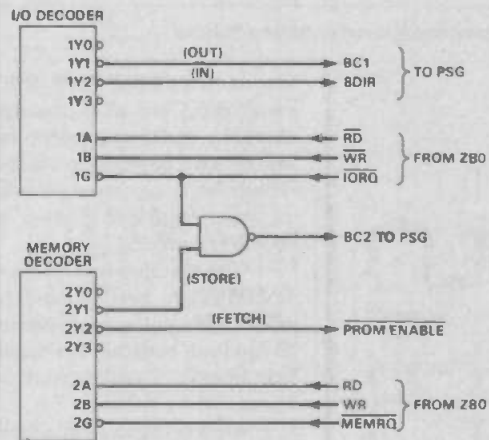 I/O DECODER
1Y0
1Y1 (OUT) BC1
1Y2 (IN) BDIR
1Y3
TO PSG
1A RD
1B WR
1G IORQ
FROM Z80
BC2 TO PSG
MEMORY
DECODER
(STORE)
2Y0
2Y1
2Y2 (FETCH) PROM ENABLE
2Y3
2A RD
2B WR
2G MEMRQ
FROM Z80